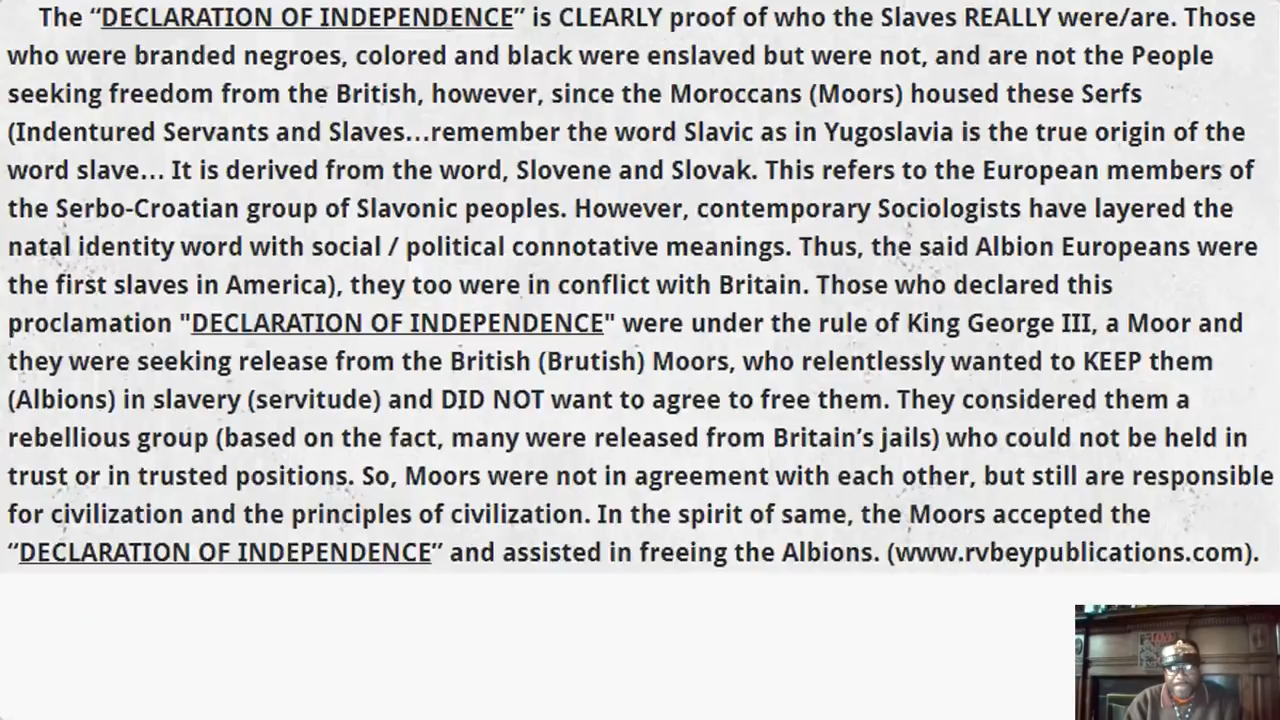 The “DECLARATION OF INDEPENDENCE” is CLEARLY proof of who the Slaves REALLY were/are. Those
who were branded negroes, colored and black were enslaved but were not, and are not the People
seeking freedom from the British, however, since the Moroccans (Moors) housed these Serfs
(Indentured Servants and Slaves...remember the word Slavic as in Yugoslavia is the true origin of the
word slave... It is derived from the word, Slovene and Slovak. This refers to the European members of
the Serbo-Croatian group of Slavonic peoples. However, contemporary Sociologists have layered the
natal identity word with social / political connotative meanings. Thus, the said Albion Europeans were
the first slaves in America), they too were in conflict with Britain. Those who declared this
proclamation "DECLARATION OF INDEPENDENCE" were under the rule of King George III, a Moor and
they were seeking release from the British (Brutish) Moors, who relentlessly wanted to KEEP them
(Albions) in slavery (servitude) and DID NOT want to agree to free them. They considered them a
rebellious group (based on the fact, many were released from Britain’s jails) who could not be held in
trust or in trusted positions. So, Moors were not in agreement with each other, but still are responsible
for civilization and the principles of civilization. In the spirit of same, the Moors accepted the
“DECLARATION OF INDEPENDENCE” and assisted in freeing the Albions. (www.rvbeypublications.com).